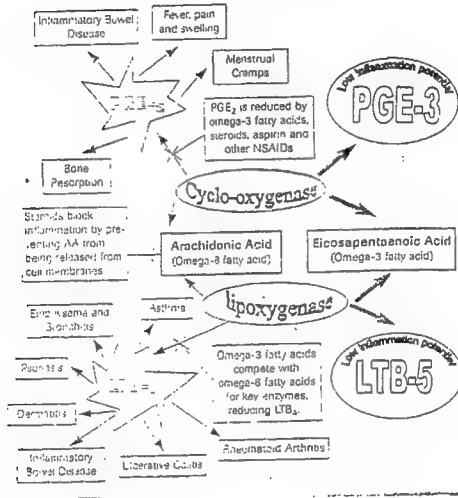 Inflammatory Bowel
Disease
Fever, pain
and swelling
Menstrual
Cramps
PGE₂ is reduced by
omega-3 fatty acids,
steroids, aspirin and
other NSAIDs
Low inflammation potential
PGE-3
Bone
Resorption
Cyclo-oxygenase
Steroids block
inflammation by pre-
venting AA from
being released from
cell membranes
Arachidonic Acid
(Omega-6 fatty acid)
Eicosapentaenoic Acid
(Omega-3 fatty acid)
Emphysema and
Bronchitis
Asthma
lipoxygenase
Psoriasis
Omega-3 fatty acids
compete with
omega-6 fatty acids
for key enzymes,
reducing LTB₄.
Low inflammation potential
LTB-5
Dermatitis
Rheumatoid Arthritis
Inflammatory
Bowel Disease
Ulcerative Colitis